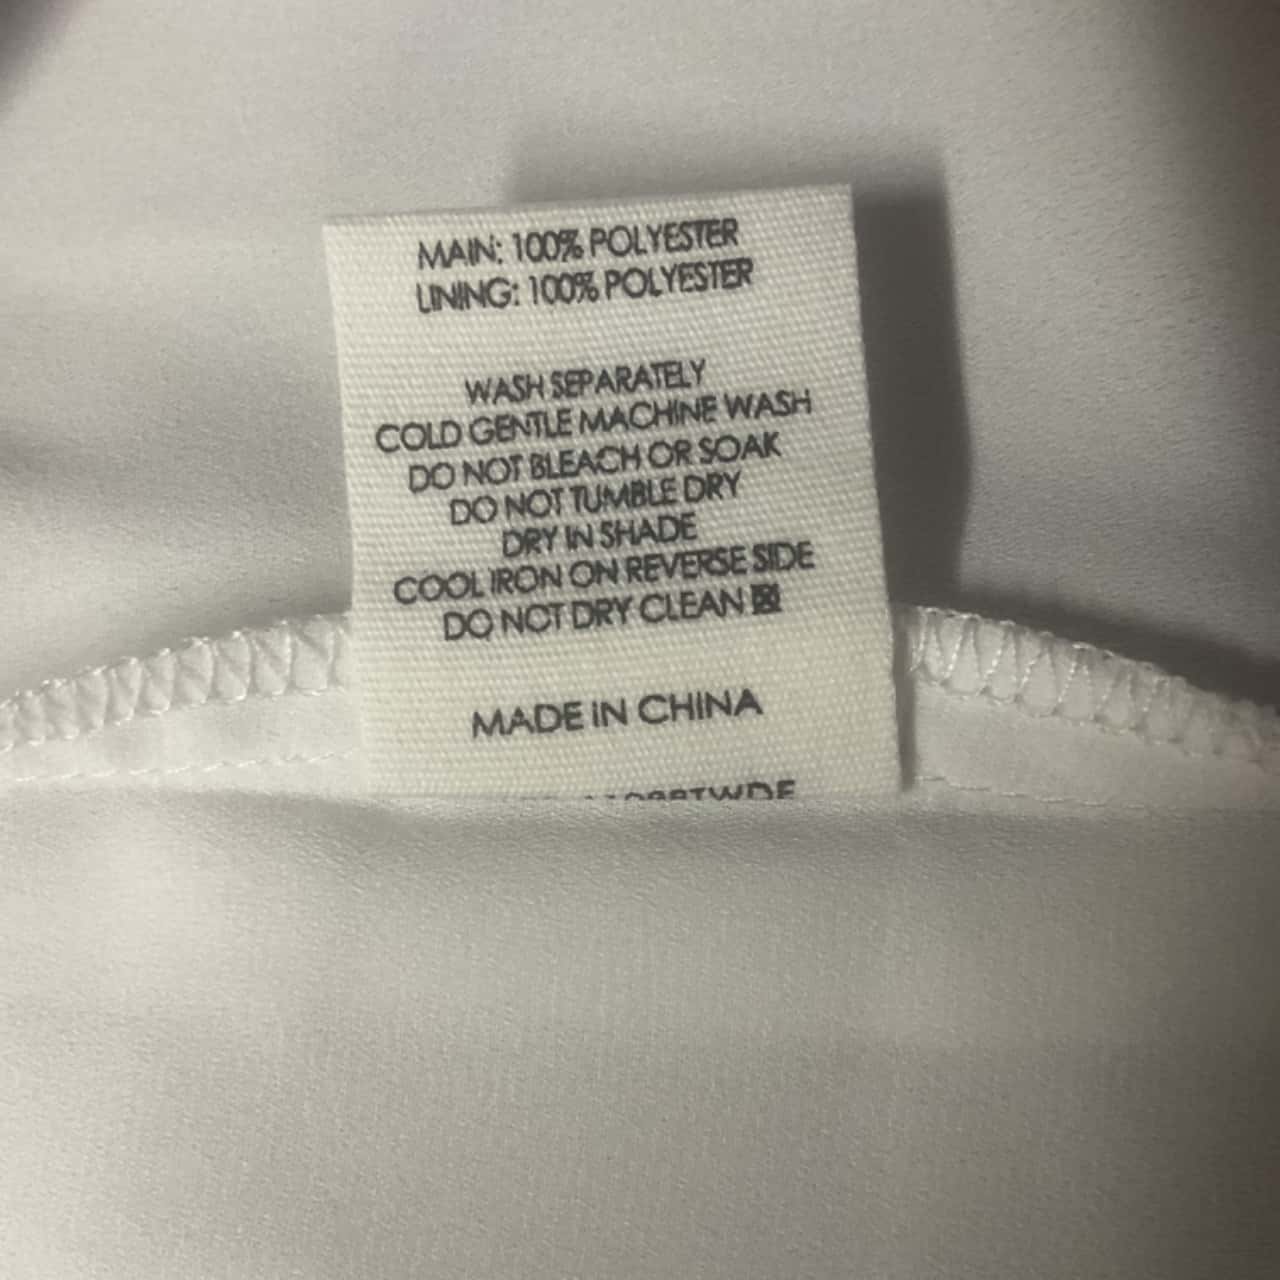 MAIN: 100% POLYESTER
LINING: 100% POLYESTER
WASH SEPARATELY
COLD GENTLE MACHINE WASH
DO NOT BLEACH OR SOAK
DO NOT TUMBLE DRY
DRY IN SHADE
COOL IRON ON REVERSE SIDE
DO NOT DRY CLEAN
MADE IN CHINA